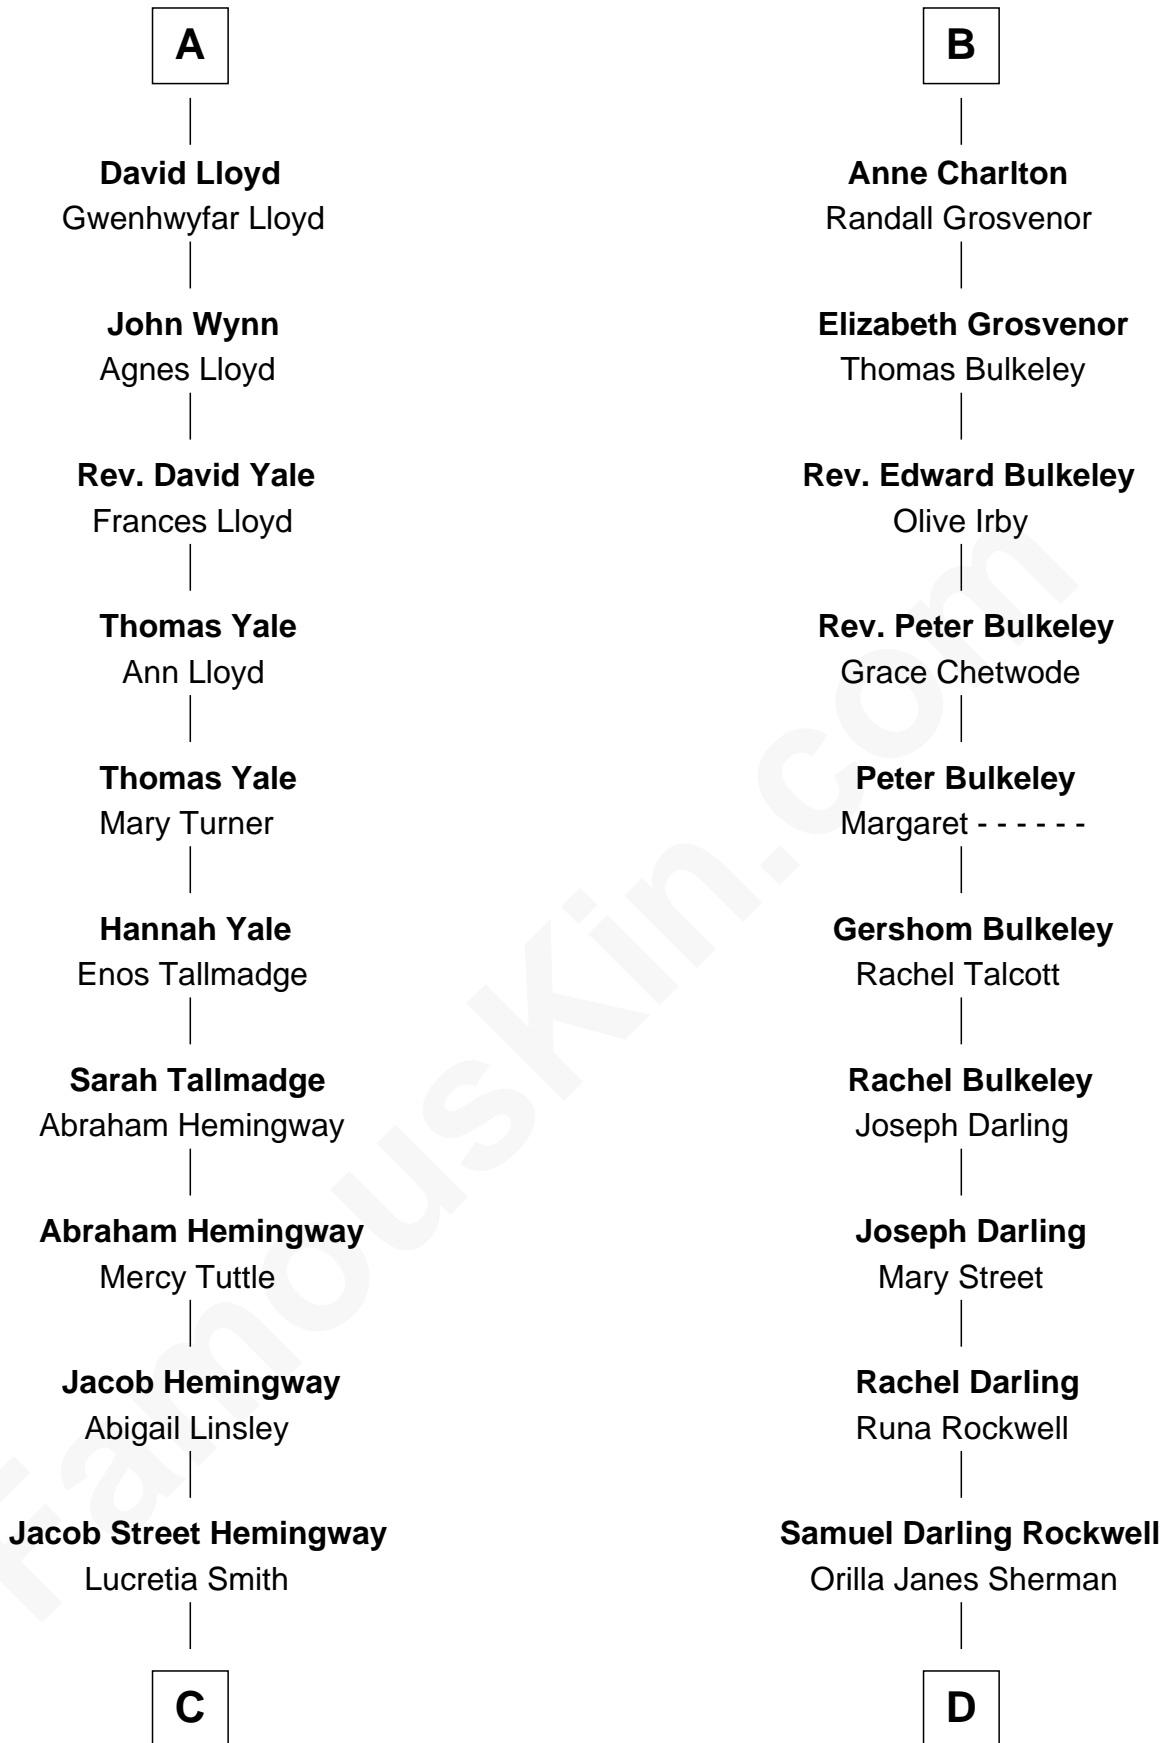 A
David Lloyd
Gwenhwyfar Lloyd
John Wynn
Agnes Lloyd
Rev. David Yale
Frances Lloyd
Thomas Yale
Ann Lloyd
Thomas Yale
Mary Turner
Hannah Yale
Enos Tallmadge
Sarah Tallmadge
Abraham Hemingway
Abraham Hemingway
Mercy Tuttle
Jacob Hemingway
Abigail Linsley
Jacob Street Hemingway
Lucretia Smith
C
B
Anne Charlton
Randall Grosvenor
Elizabeth Grosvenor
Thomas Bulkeley
Rev. Edward Bulkeley
Olive Irby
Rev. Peter Bulkeley
Grace Chetwode
Peter Bulkeley
Margaret - - - - - -
Gershom Bulkeley
Rachel Talcott
Rachel Bulkeley
Joseph Darling
Joseph Darling
Mary Street
Rachel Darling
Runa Rockwell
Samuel Darling Rockwell
Orilla Janes Sherman
D
FamousKin.com